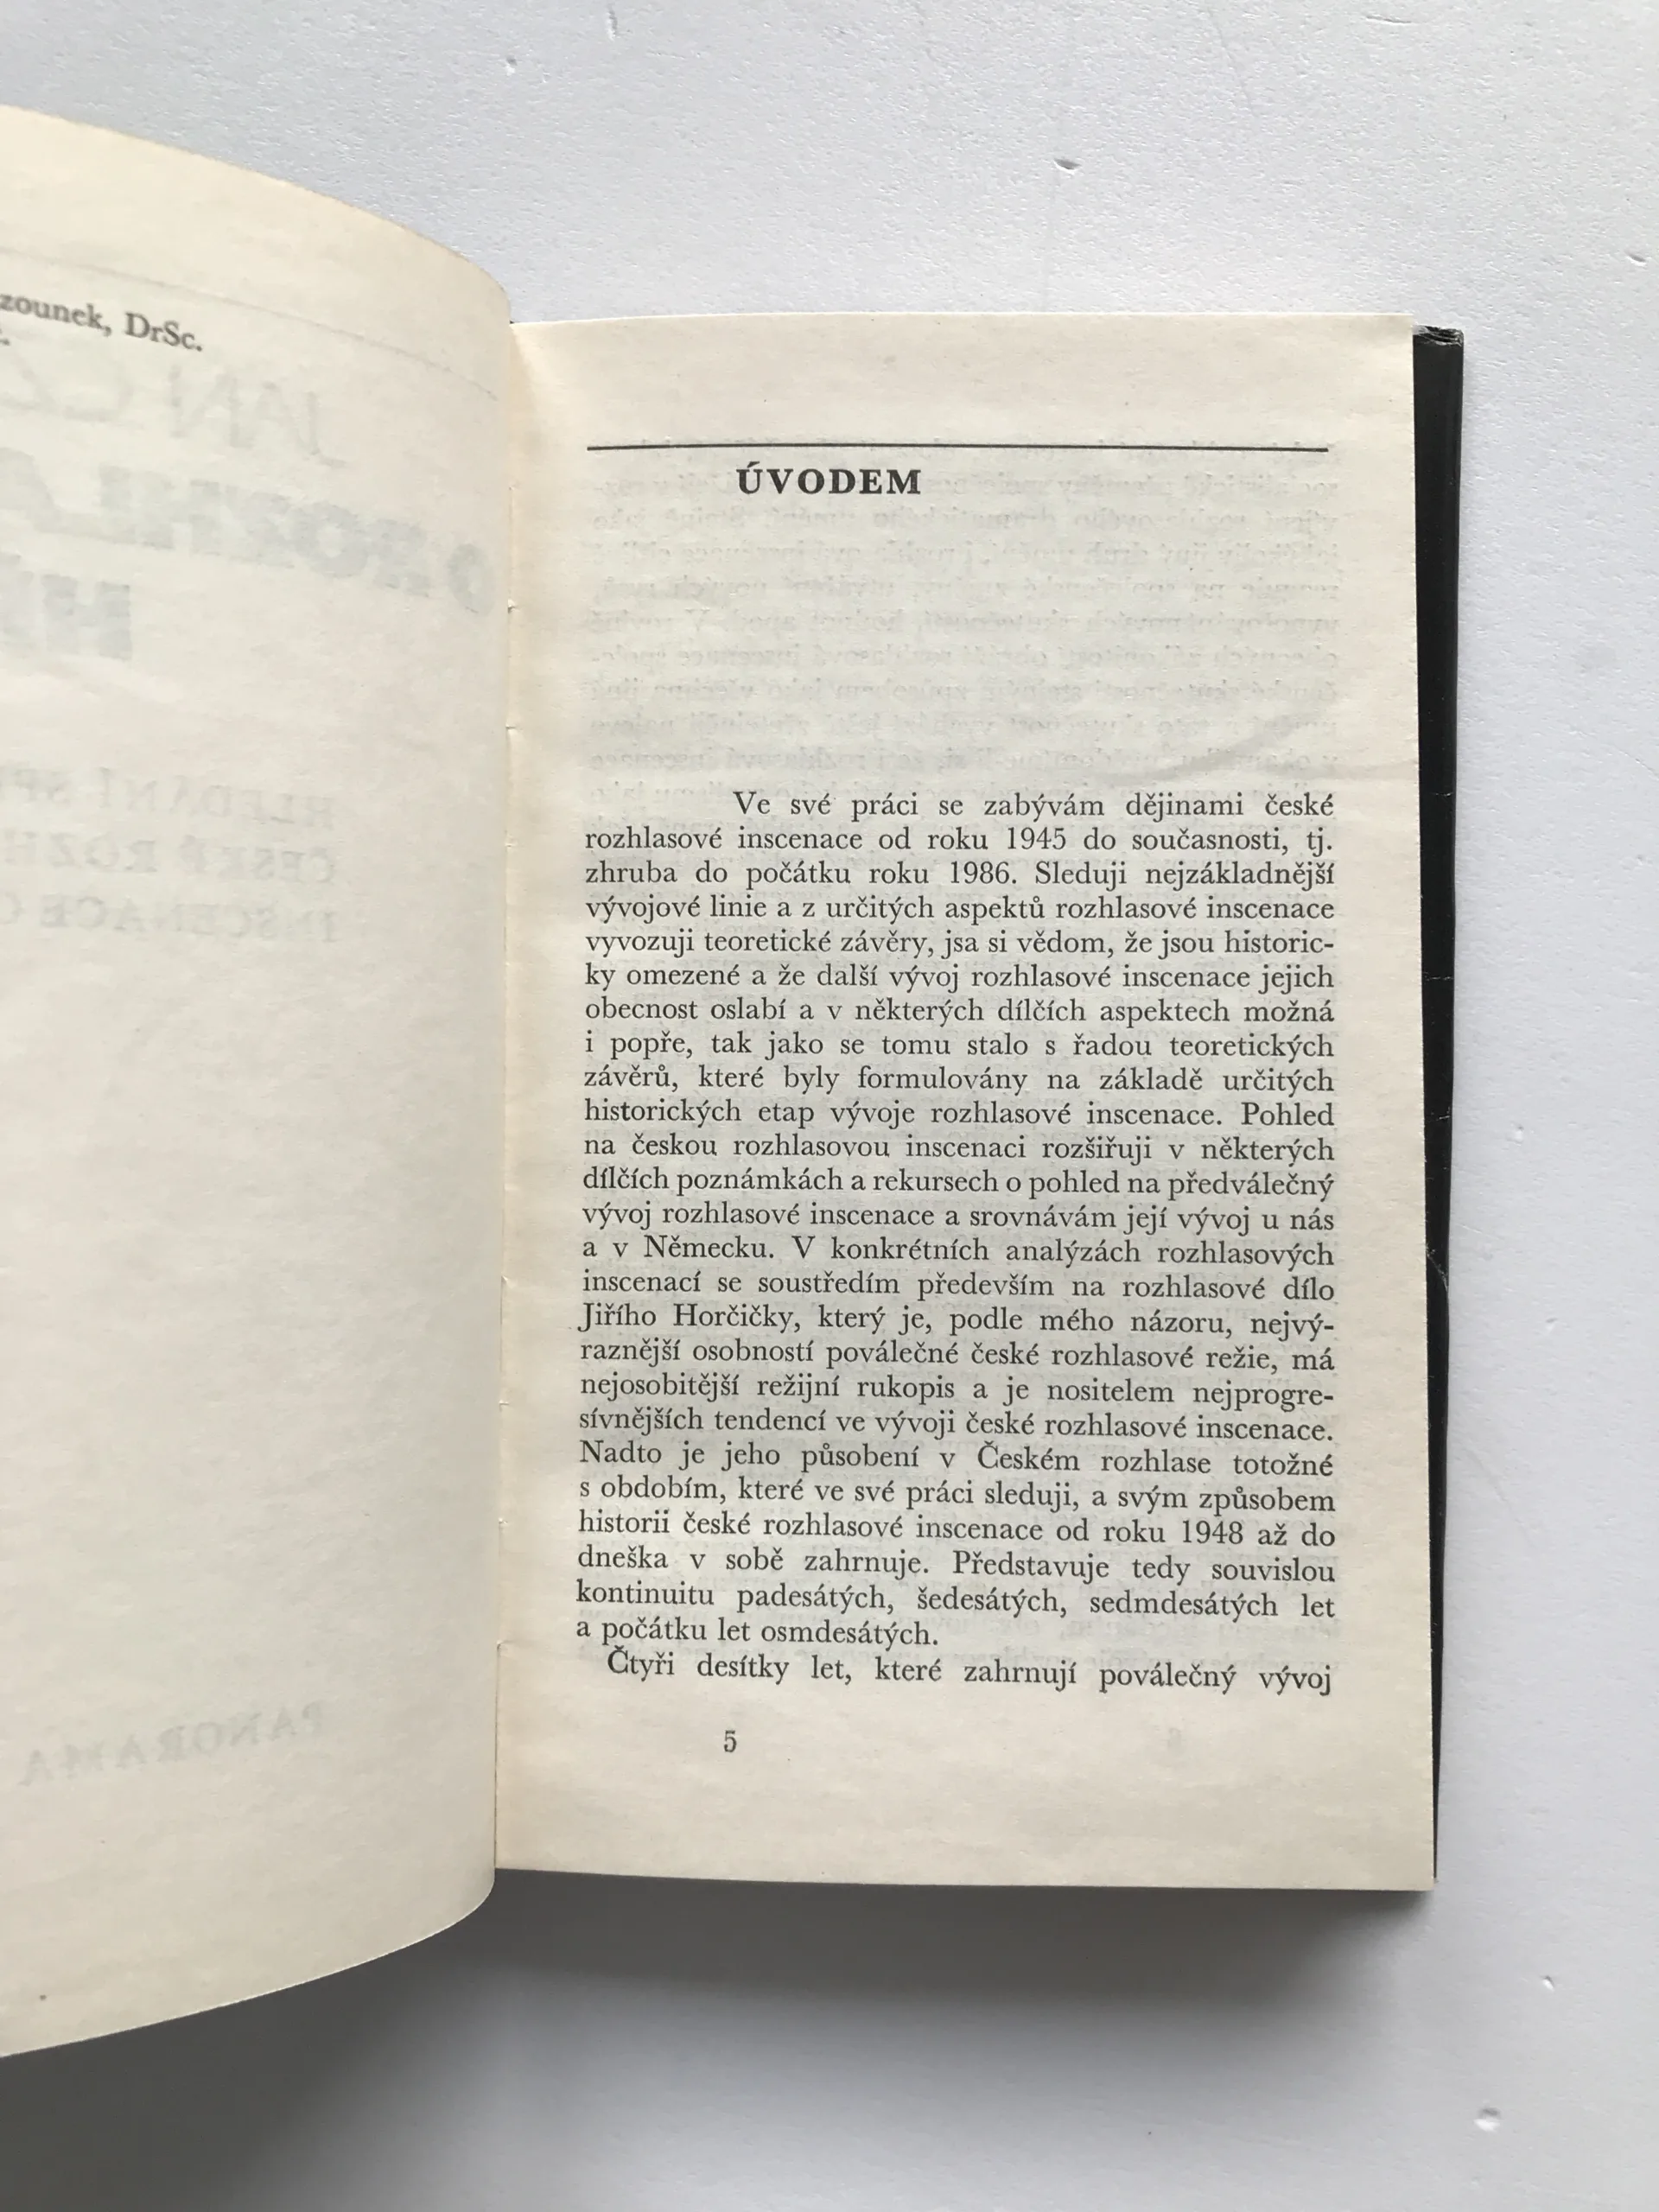 zounek, DrSc.
ÚVODEM
Ve své práci se zabývám dějinami české
rozhlasové inscenace od roku 1945 do současnosti, tj.
zhruba do počátku roku 1986. Sleduji nejzákladnější
vývojové linie a z určitých aspektů rozhlasové inscenace
vyvozuji teoretické závěry, jsa si vědom, že jsou historic-
ky omezené a že další vývoj rozhlasové inscenace jejich
obecnost oslabí a v některých dílčích aspektech možná
i popře, tak jako se tomu stalo s řadou teoretických
závěrů, které byly formulovány na základě určitých
historických etap vývoje rozhlasové inscenace. Pohled
na českou rozhlasovou inscenaci rozšiřuji v některých
dílčích poznámkách a rekursech o pohled na předválečný
vývoj rozhlasové inscenace a srovnávám její vývoj u nás
a v Německu. V konkrétních analýzách rozhlasových
inscenací se soustředím především na rozhlasové dílo
Jiřího Horčičky, který je, podle mého názoru, nejvý-
raznější osobností poválečné české rozhlasové režie, má
nejosobitější režijní rukopis a je nositelem nejprogre-
sívnějších tendencí ve vývoji české rozhlasové inscenace.
Nadto je jeho působení v Českém rozhlase totožné
s obdobím, které ve své práci sleduji, a svým způsobem
historii české rozhlasové inscenace od roku 1948 až do
dneška v sobě zahrnuje. Představuje tedy souvislou
kontinuitu padesátých, šedesátých, sedmdesátých let
a počátku let osmdesátých.
Čtyři desítky let, které zahrnují poválečný vývoj
5